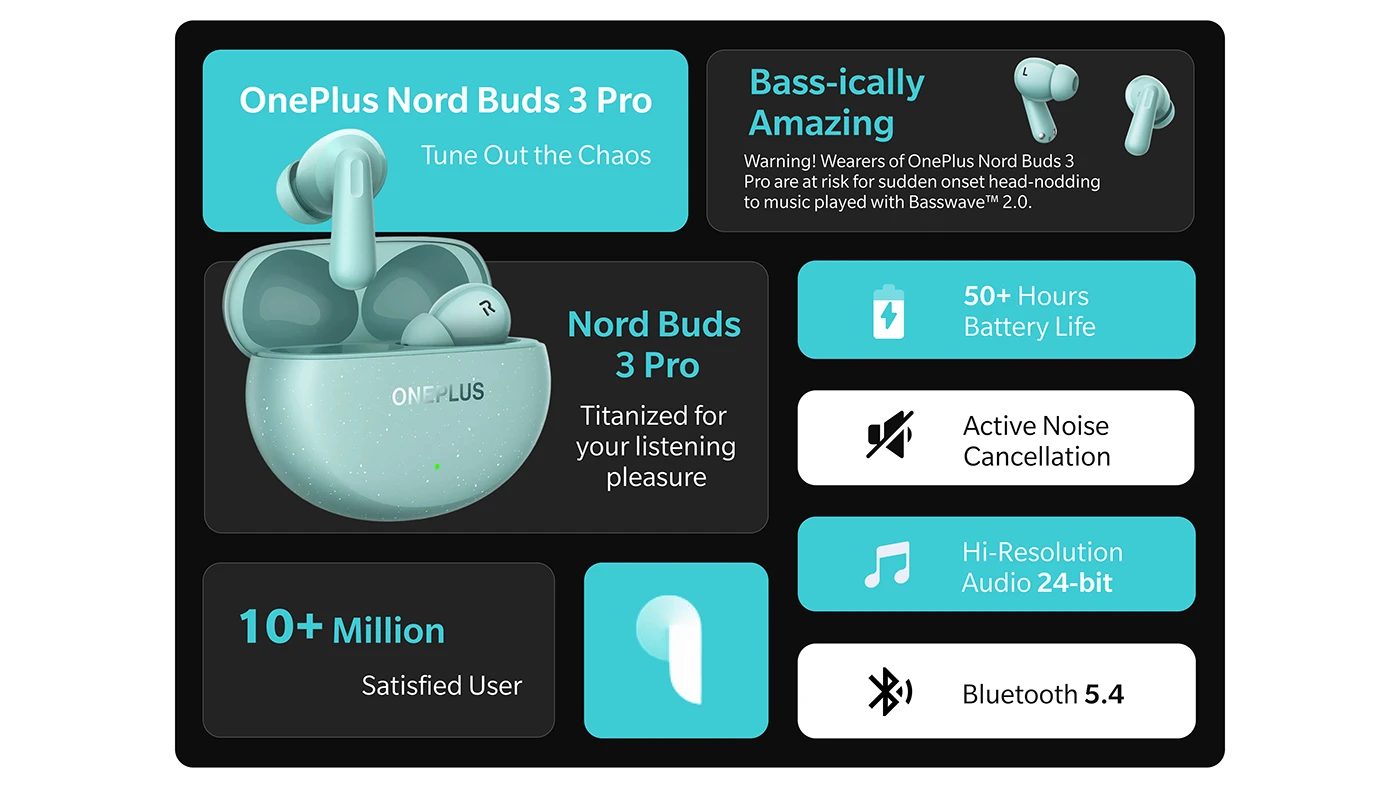 OnePlus Nord Buds 3 Pro
Tune Out the Chaos
Bass-ically
Amazing
Warning! Wearers of OnePlus Nord Buds 3
Pro are at risk for sudden onset head-nodding
to music played with Basswave™ 2.0.
L
R
ONEPLUS
Nord Buds
3 Pro
Titanized for
your listening
pleasure
50+ Hours
Battery Life
Active Noise
Cancellation
Hi-Resolution
Audio 24-bit
Bluetooth 5.4
10+ Million
Satisfied User